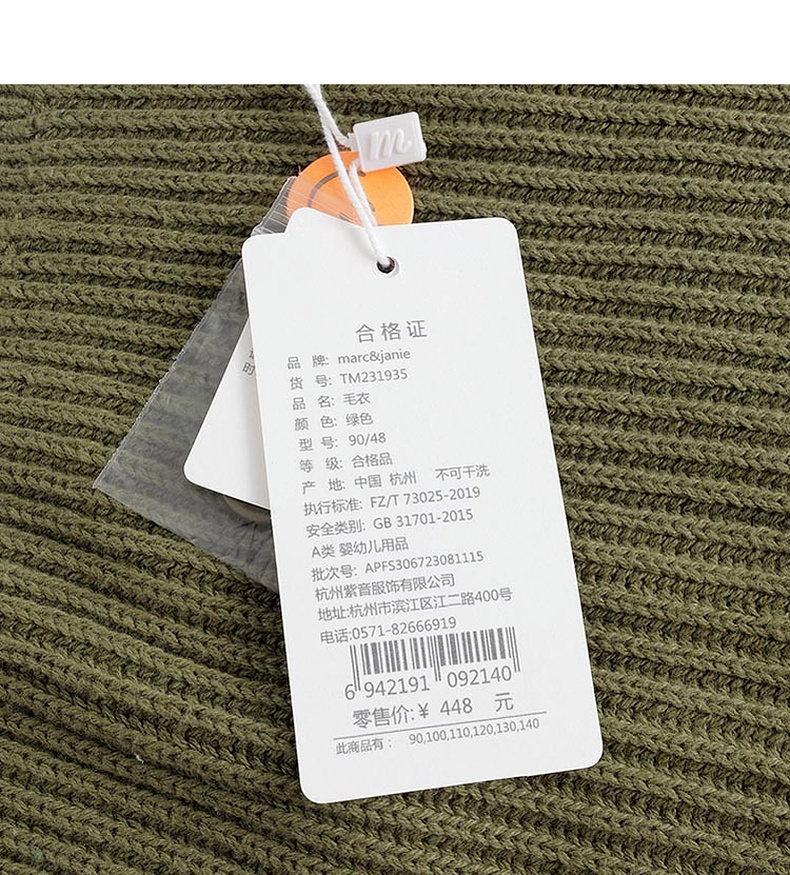 m
时
合格证
品 牌: marc&janie
货 号: TM231935
品 名: 毛衣
颜 色: 绿色
型 号: 90/48
等 级: 合格品
产 地: 中国 杭州 不可干洗
执行标准: FZ/T 73025-2019
安全类别: GB 31701-2015
A类 婴幼儿用品
批次号: APFS306723081115
杭州紫音服饰有限公司
地址:杭州市滨江区江二路400号
电话:0571-82666919
6 942191 092140
零售价:¥ 448 元
此商品有: 90,100,110,120,130,140